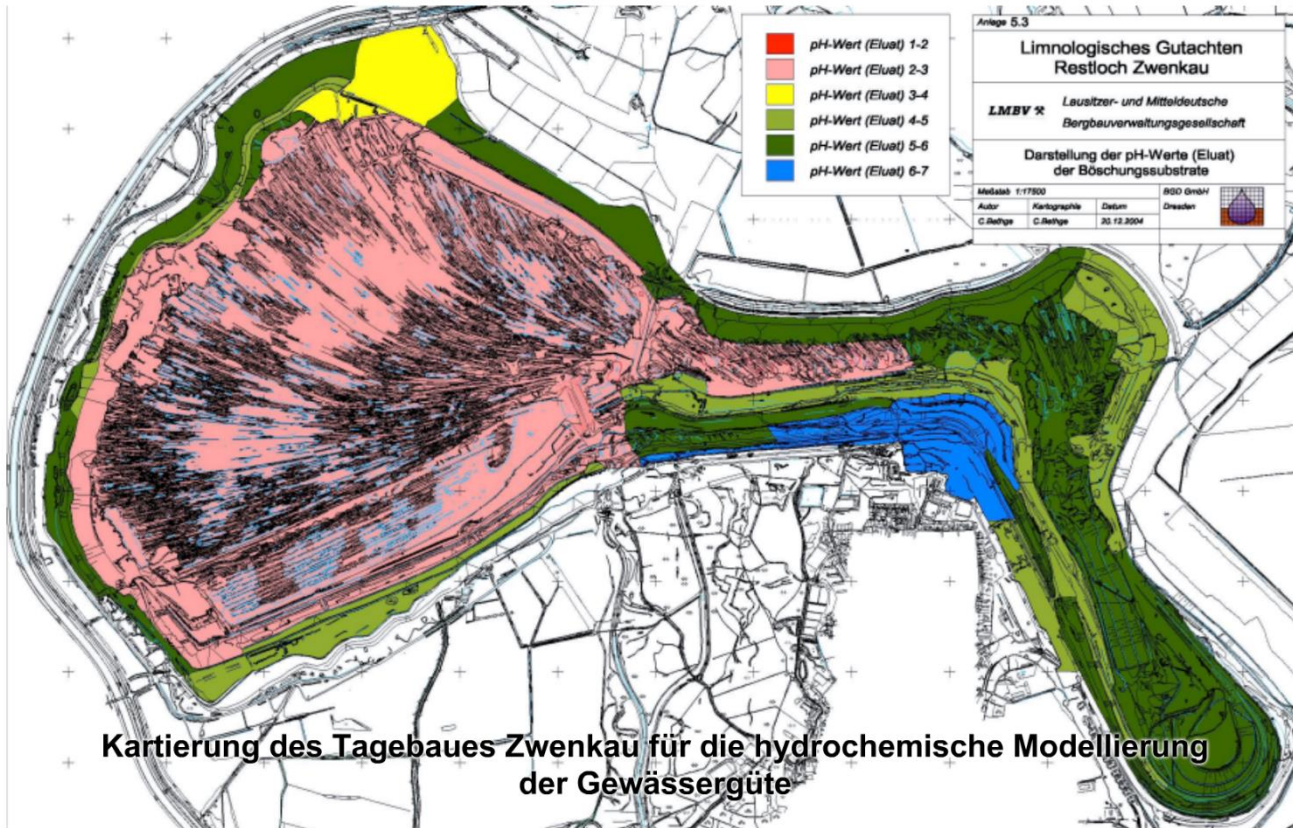 pH-Wert (Eluat) 1-2
pH-Wert (Eluat) 2-3
pH-Wert (Eluat) 3-4
pH-Wert (Eluat) 4-5
pH-Wert (Eluat) 5-6
pH-Wert (Eluat) 6-7
Anlage 5.3
Limnologisches Gutachten
Restloch Zwenkau
LMBV
Lausitzer- und Mitteldeutsche
Bergbauverwaltungsgesellschaft
Darstellung der pH-Werte (Eluat)
der Böschungssubstrate
Maßstab 1:17500
BGD GmbH
Autor Kartographie Datum Dresden
C.Bethge C.Bethge 20.12.2004
Kartierung des Tagebaues Zwenkau für die hydrochemische Modellierung
der Gewässergüte